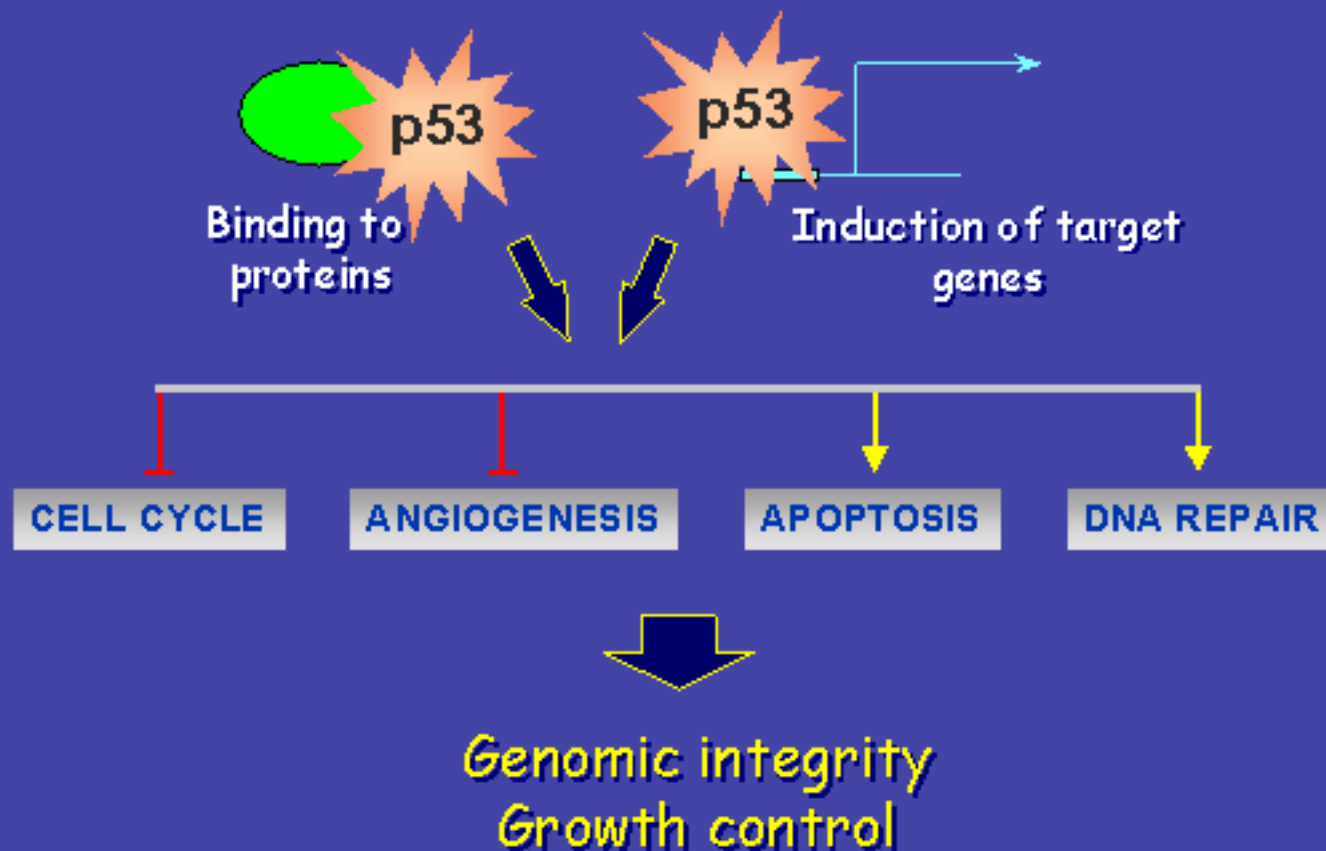 p53
p53
Binding to
proteins
Induction of target
genes
CELL CYCLE
ANGIOGENESIS
APOPTOSIS
DNA REPAIR
Genomic integrity
Growth control